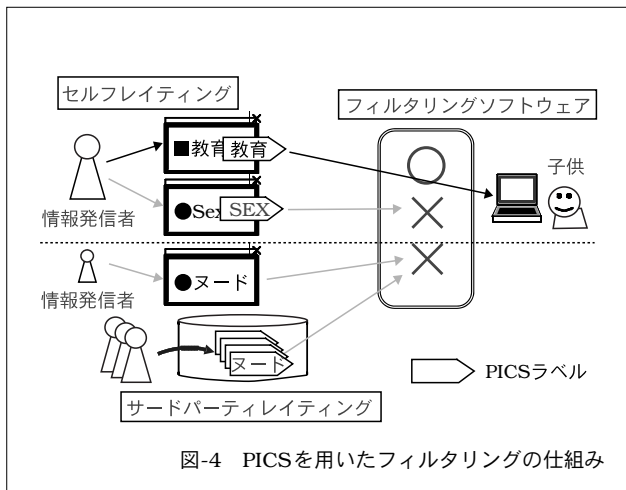 セルフレイティング
フィルタリングソフトウェア
■教育 教育
子供
●Sex SEX
情報発信者
●ヌード
情報発信者
ヌード
PICSラベル
サードパーティレイティング
図-4 PICSを用いたフィルタリングの仕組み